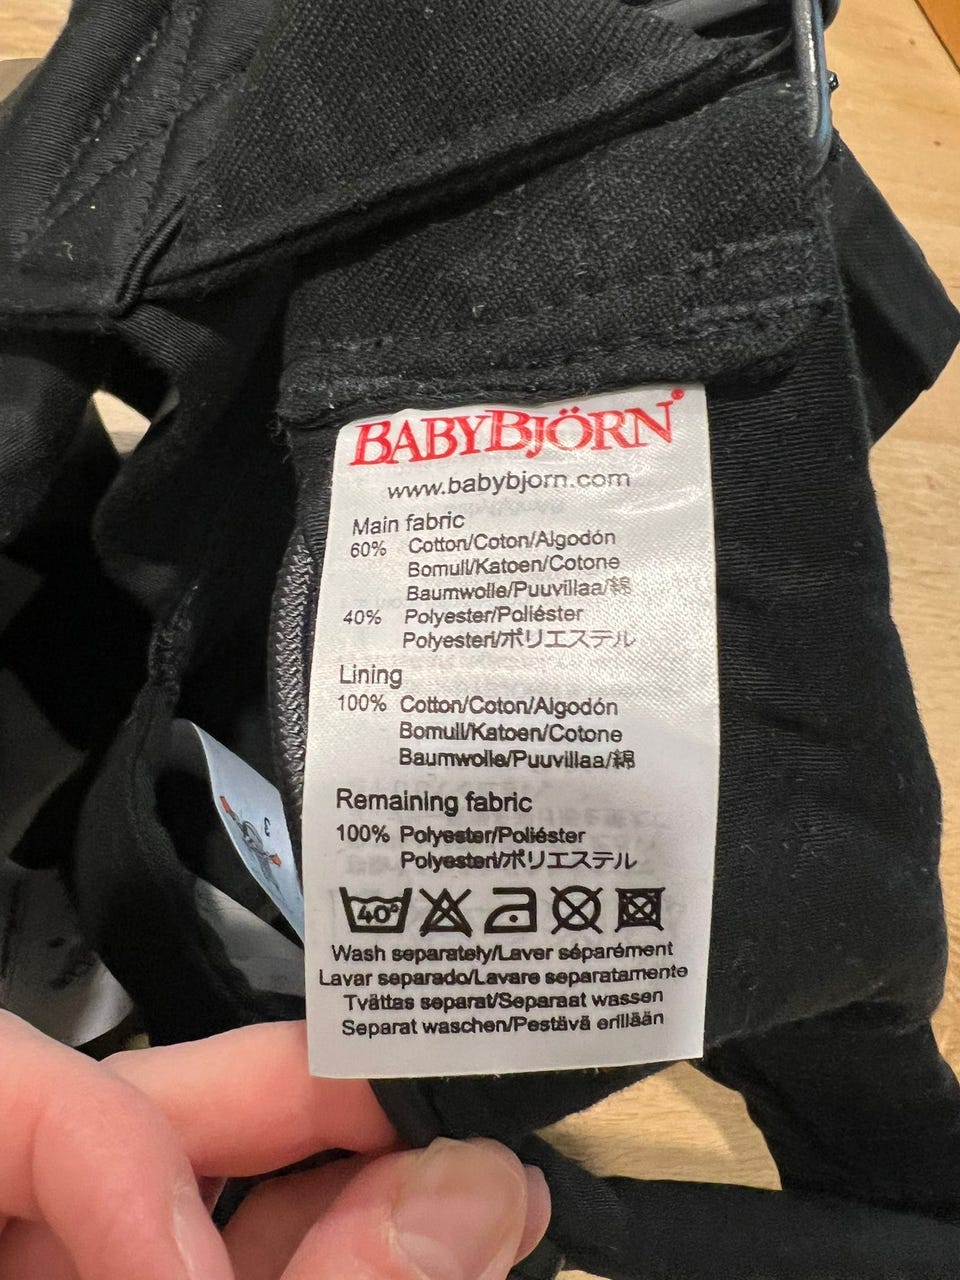 BABYBJÖRN®
www.babybjorn.com
Main fabric
60% Cotton/Coton/Algodón
Bomull/Katoen/Cotone
Baumwolle/Puuvillaa/綿
40% Polyester/Poliéster
Polyesteri/ポリエステル
Lining
100% Cotton/Coton/Algodón
Bomull/Katoen/Cotone
Baumwolle/Puuvillaa/綿
Remaining fabric
100% Polyester/Poliéster
Polyesteri/ポリエステル
40°
Wash separately/Laver séparément
Lavar separado/Lavare separatamente
Tvättas separat/Separaat wassen
Separat waschen/Pestävä erillään
3